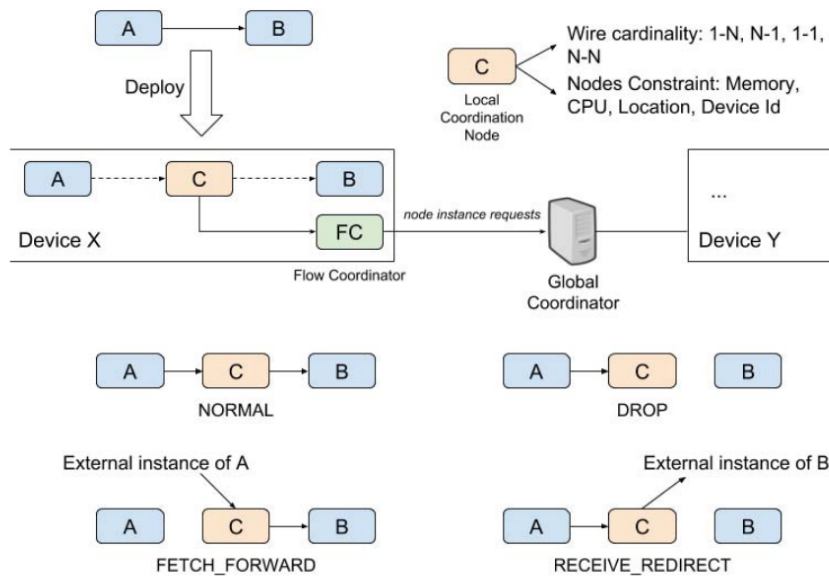 A
B
Deploy
C
Local
Coordination
Node
Wire cardinality: 1-N, N-1, 1-1,
N-N
Nodes Constraint: Memory,
CPU, Location, Device Id
A
C
B
FC
Device X
Flow Coordinator
node instance requests
Global
Coordinator
...
Device Y
A
C
B
NORMAL
A
C
B
DROP
External instance of A
A
C
B
FETCH_FORWARD
External instance of B
A
C
B
RECEIVE_REDIRECT